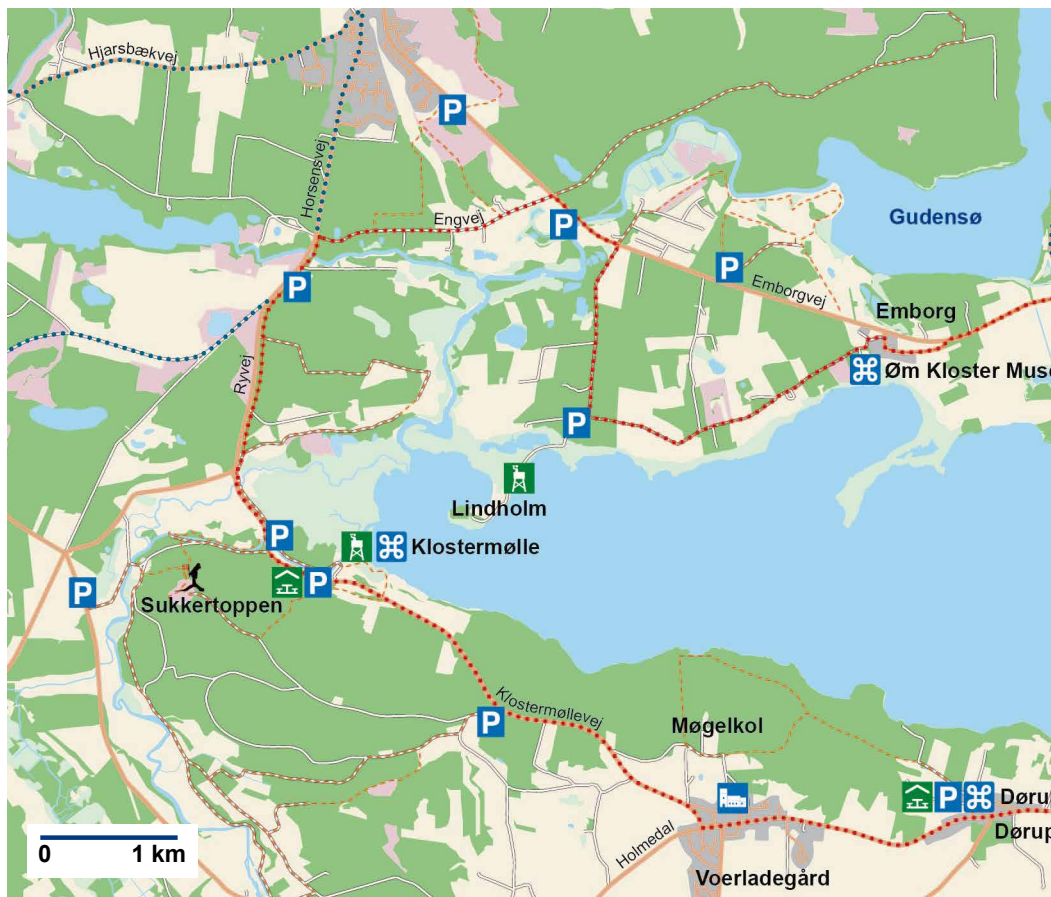 Hjarsbækvej
P
Horsensvej
Engvej
P
Gudensø
P
P
Emborgvej
Emborg
Øm Kloster Muse
Ryvej
P
Lindholm
P
Klostermølle
P
P
Sukkertoppen
Klostermøllevej
P
Møgelkol
P
Døru
Dørup
Holmedal
Voerladegård
0 1 km